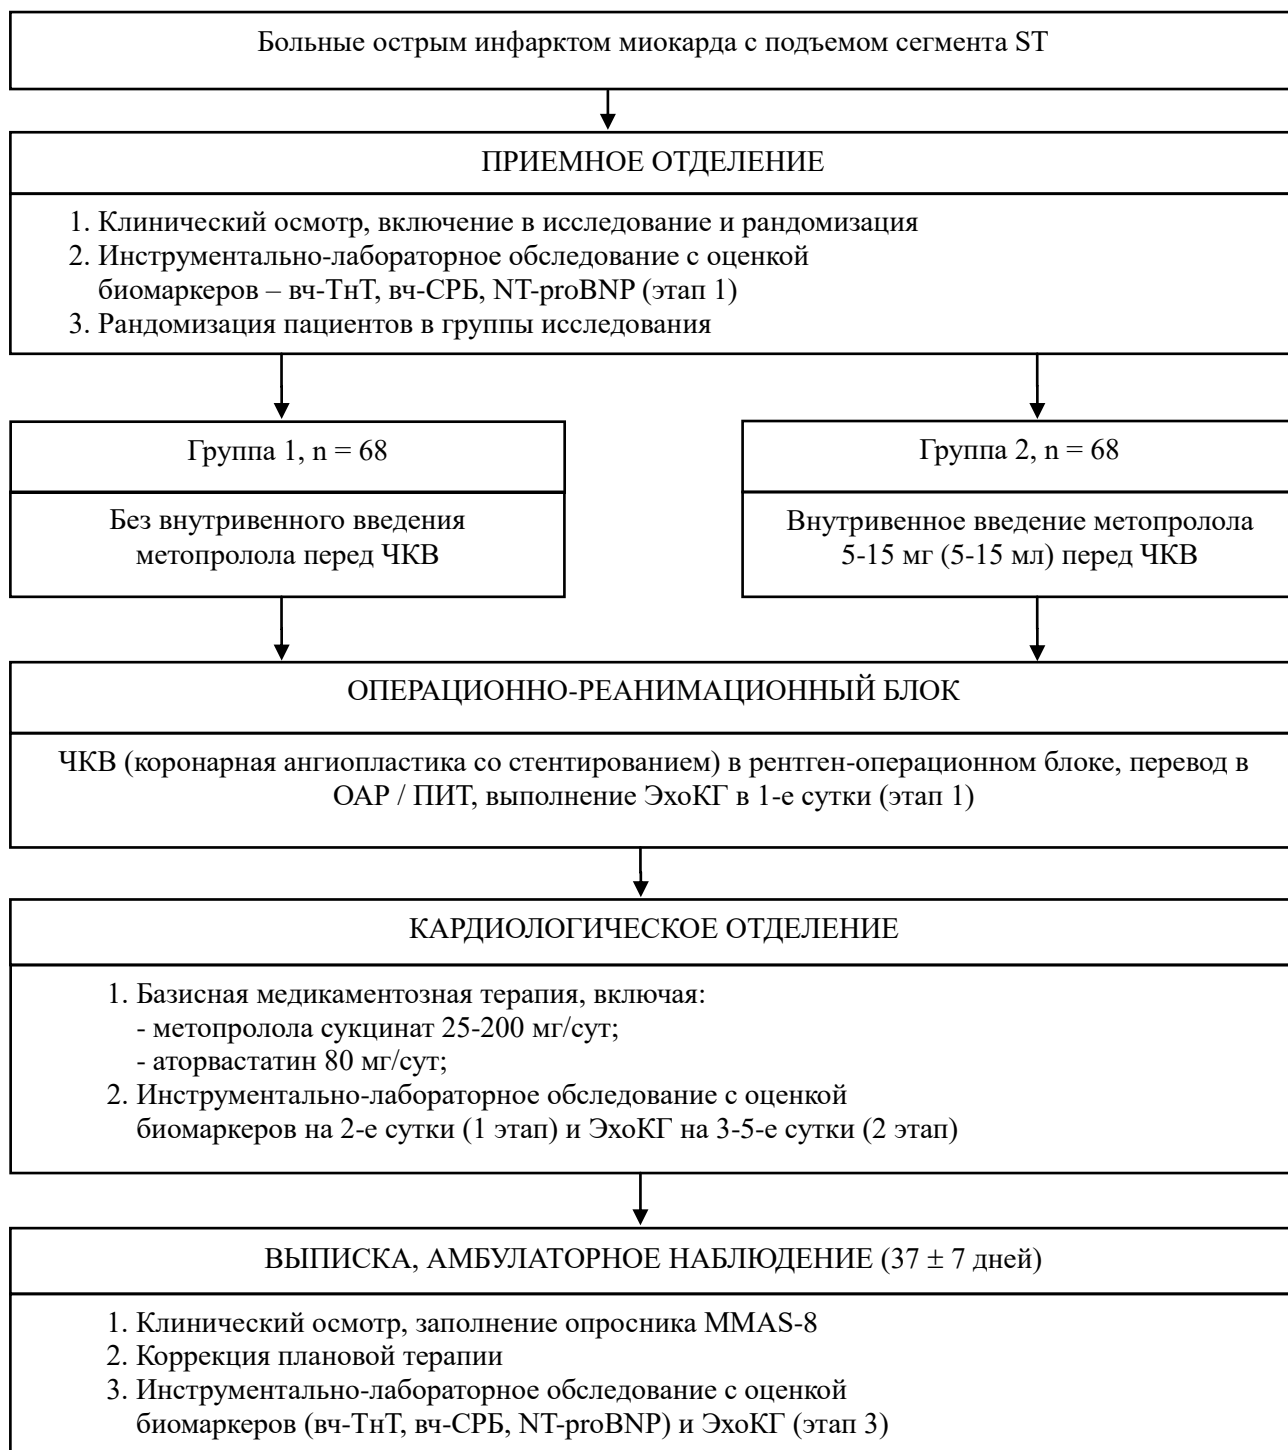 Больные острым инфарктом миокарда с подъемом сегмента ST
ПРИЕМНОЕ ОТДЕЛЕНИЕ
1. Клинический осмотр, включение в исследование и рандомизация
2. Инструментально-лабораторное обследование с оценкой
биомаркеров – вч-ТнТ, вч-СРБ, NT-proBNP (этап 1)
3. Рандомизация пациентов в группы исследования
Группа 1, n = 68
Без внутривенного введения
метопролола перед ЧКВ
Группа 2, n = 68
Внутривенное введение метопролола
5-15 мг (5-15 мл) перед ЧКВ
ОПЕРАЦИОННО-РЕАНИМАЦИОННЫЙ БЛОК
ЧКВ (коронарная ангиопластика со стентированием) в рентген-операционном блоке, перевод в
ОАР / ПИТ, выполнение ЭхоКГ в 1-е сутки (этап 1)
КАРДИОЛОГИЧЕСКОЕ ОТДЕЛЕНИЕ
1. Базисная медикаментозная терапия, включая:
- метопролола сукцинат 25-200 мг/сут;
- аторвастатин 80 мг/сут;
2. Инструментально-лабораторное обследование с оценкой
биомаркеров на 2-е сутки (1 этап) и ЭхоКГ на 3-5-е сутки (2 этап)
ВЫПИСКА, АМБУЛАТОРНОЕ НАБЛЮДЕНИЕ (37 ± 7 дней)
1. Клинический осмотр, заполнение опросника MMAS-8
2. Коррекция плановой терапии
3. Инструментально-лабораторное обследование с оценкой
биомаркеров (вч-ТнТ, вч-СРБ, NT-proBNP) и ЭхоКГ (этап 3)